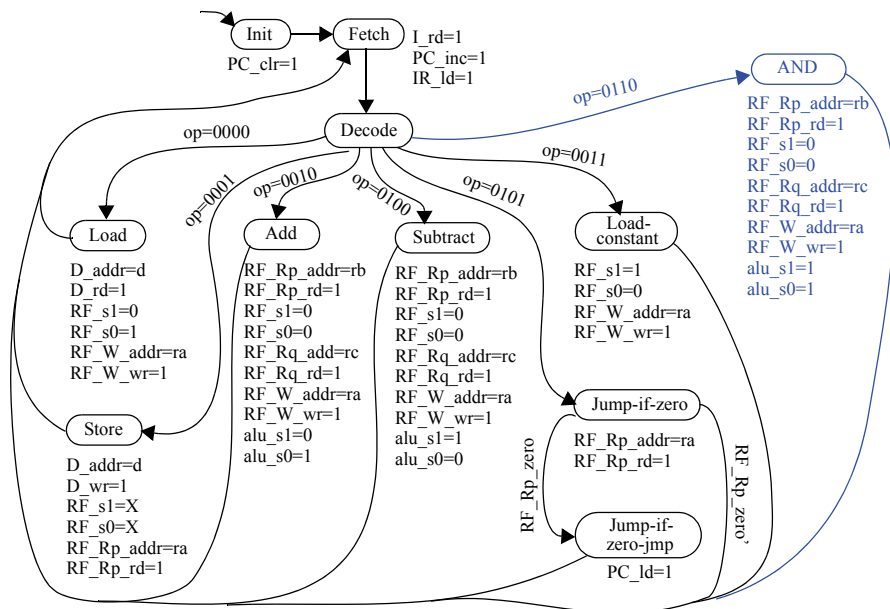 Init
PC_clr=1
Fetch
I_rd=1
PC_inc=1
IR_ld=1
Decode
op=0000
op=0001
op=0010
op=0100
op=0101
op=0011
op=0110
AND
RF_Rp_addr=rb
RF_Rp_rd=1
RF_s1=0
RF_s0=0
RF_Rq_addr=rc
RF_Rq_rd=1
RF_W_addr=ra
RF_W_wr=1
alu_s1=1
alu_s0=1
Load
D_addr=d
D_rd=1
RF_s1=0
RF_s0=1
RF_W_addr=ra
RF_W_wr=1
Add
RF_Rp_addr=rb
RF_Rp_rd=1
RF_s1=0
RF_s0=0
RF_Rq_add=rc
RF_Rq_rd=1
RF_W_addr=ra
RF_W_wr=1
alu_s1=0
alu_s0=1
Subtract
RF_Rp_addr=rb
RF_Rp_rd=1
RF_s1=0
RF_s0=0
RF_Rq_addr=rc
RF_Rq_rd=1
RF_W_addr=ra
RF_W_wr=1
alu_s1=1
alu_s0=0
Load-
constant
RF_s1=1
RF_s0=0
RF_W_addr=ra
RF_W_wr=1
Store
D_addr=d
D_wr=1
RF_s1=X
RF_s0=X
RF_Rp_addr=ra
RF_Rp_rd=1
Jump-if-zero
RF_Rp_addr=ra
RF_Rp_rd=1
RF_Rp_zero
RF_Rp_zero’
Jump-if-
zero-jmp
PC_ld=1